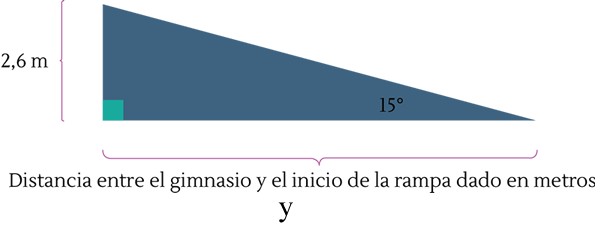 2,6 m
15°
Distancia entre el gimnasio y el inicio de la rampa dado en metros
y